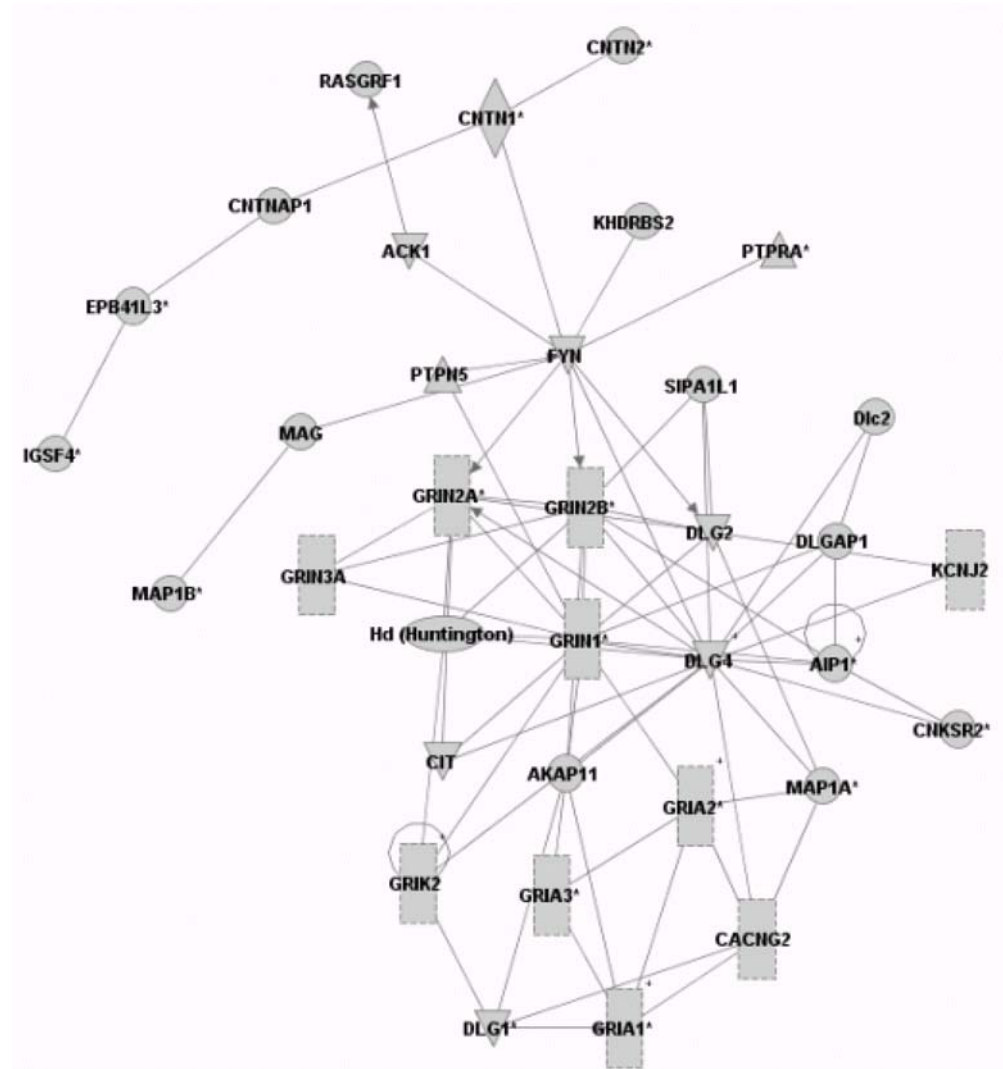 CNTN2*
RASGRF1
CNTN1*
CNTNAP1
KHDRBS2
ACK1
PTPRA*
EPB41L3*
FYN
PTPN5
SIPA1L1
Dlc2
MAG
IGSF4*
GRIN2A*
GRIN2B*
DLG2
DLGAP1
KCNJ2
GRIN3A
MAP1B*
Hd (Huntington)
GRIN1*
DLG4
+
AIP1*
+
CNKSR2*
CIT
AKAP11
+
MAP1A*
GRIA2*
+
GRIK2
GRIA3*
CACNG2
+
DLG1*
GRIA1*